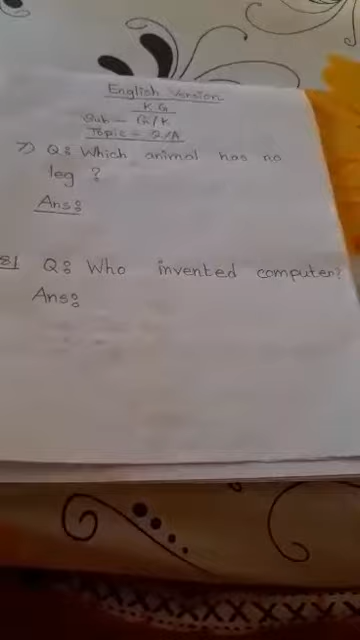 English Version
K G
Sub - G/K
Topic - Q/A
7) Q: Which animal has no
leg ?
Ans:
8) Q: Who invented computer?
Ans: